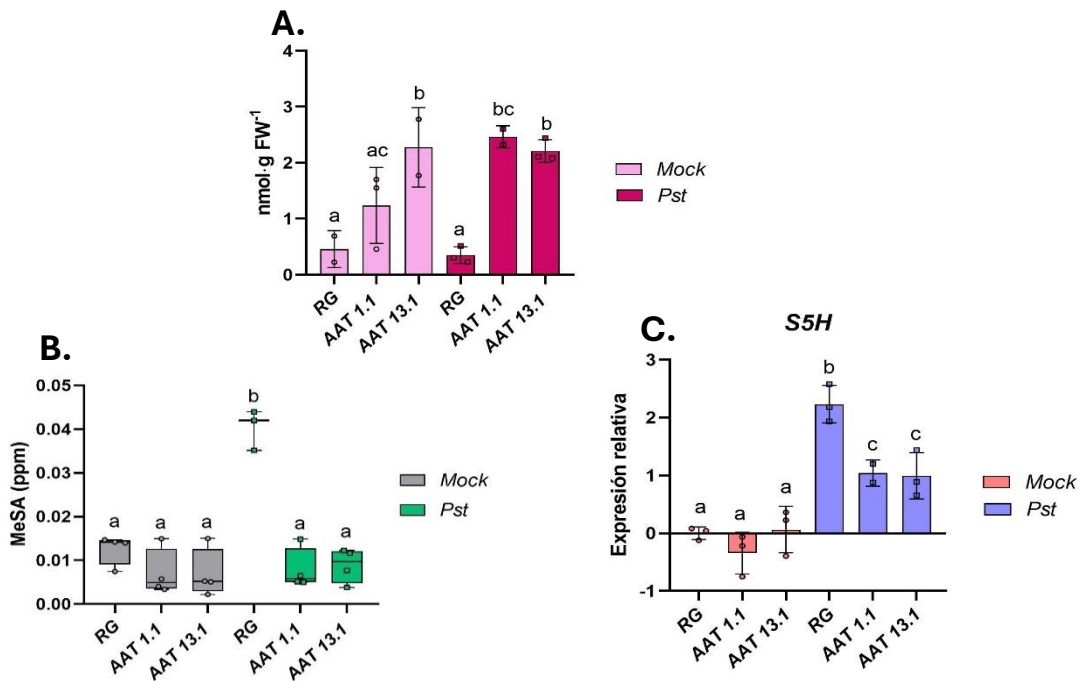 A.
4
3
2
1
0
nmol·g FW⁻¹
a
ac
b
a
bc
b
RG
AAT 1.1
AAT 13.1
RG
AAT 1.1
AAT 13.1
Mock
Pst
B.
0.05
0.04
0.03
0.02
0.01
0.00
MeSA (ppm)
a
a
a
b
a
a
RG
AAT 1.1
AAT 13.1
RG
AAT 1.1
AAT 13.1
Mock
Pst
C.
S5H
3
2
1
0
-1
Expresión relativa
a
a
a
b
c
c
RG
AAT 1.1
AAT 13.1
RG
AAT 1.1
AAT 13.1
Mock
Pst